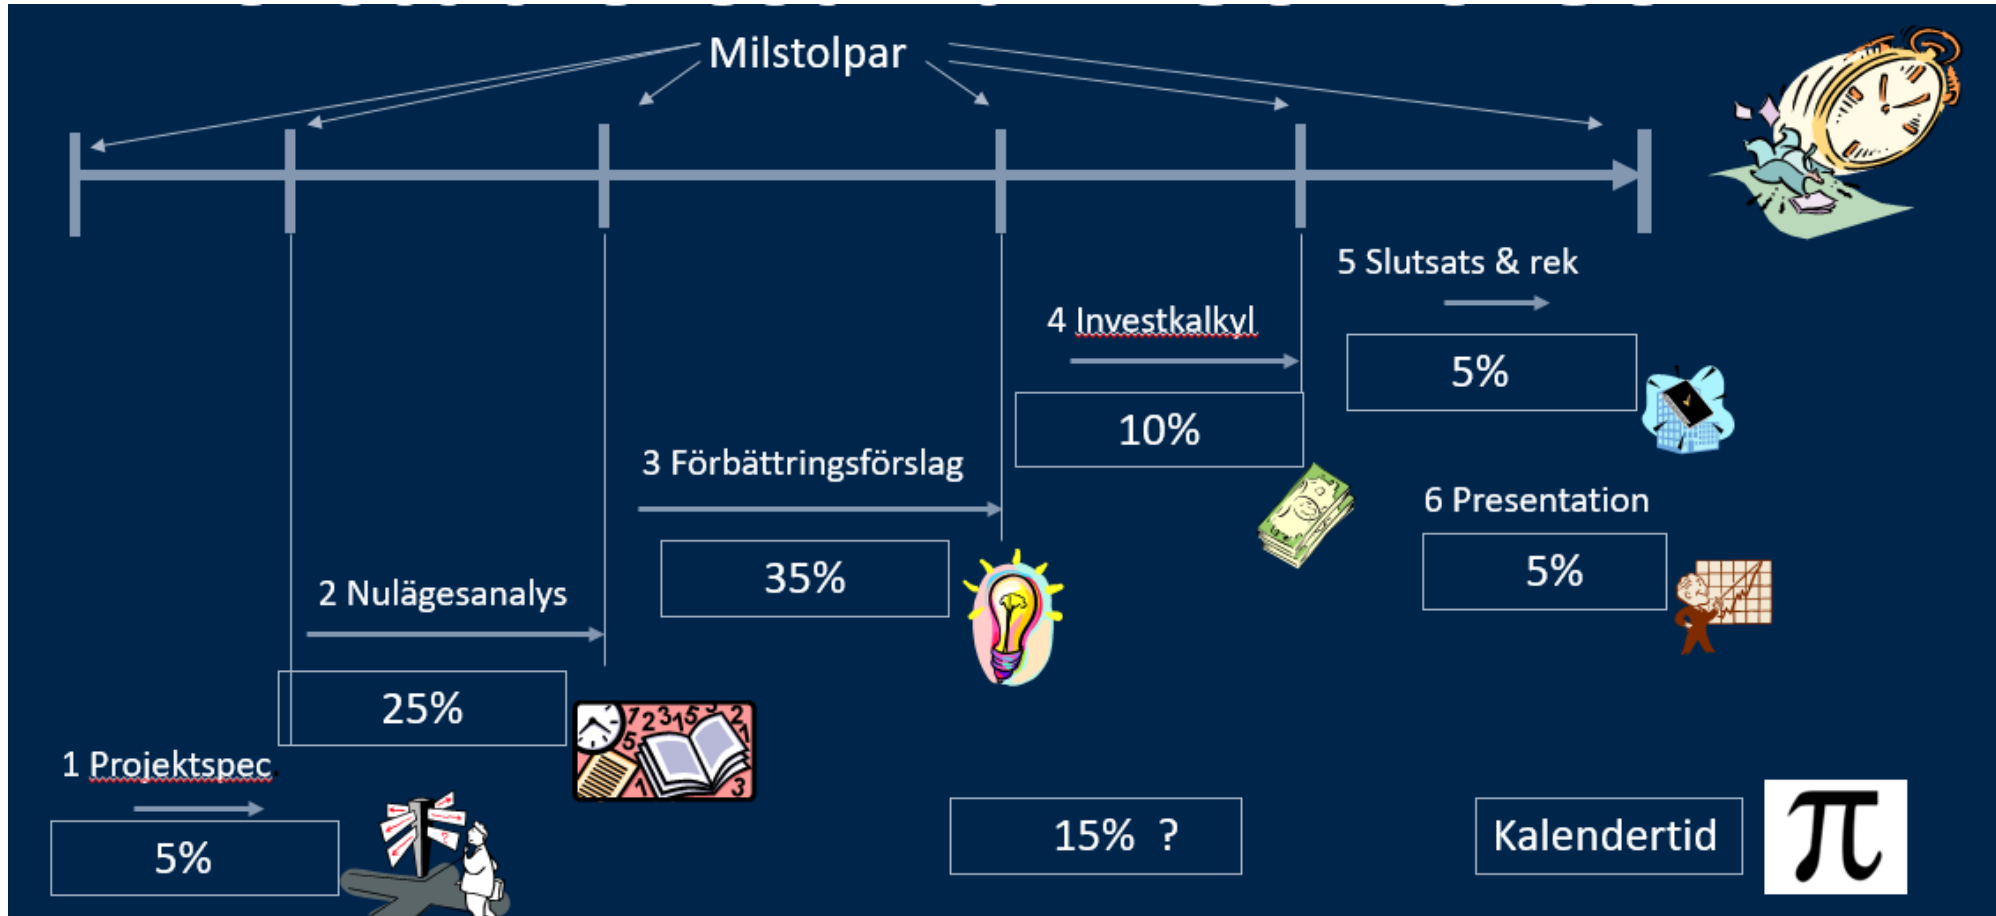 Milstolpar
5 Slutsats & rek
4 Investkalkyl
5%
10%
3 Förbättringsförslag
6 Presentation
35%
5%
2 Nulägesanalys
25%
1 Projektspec
15% ?
Kalendertid
π
5%